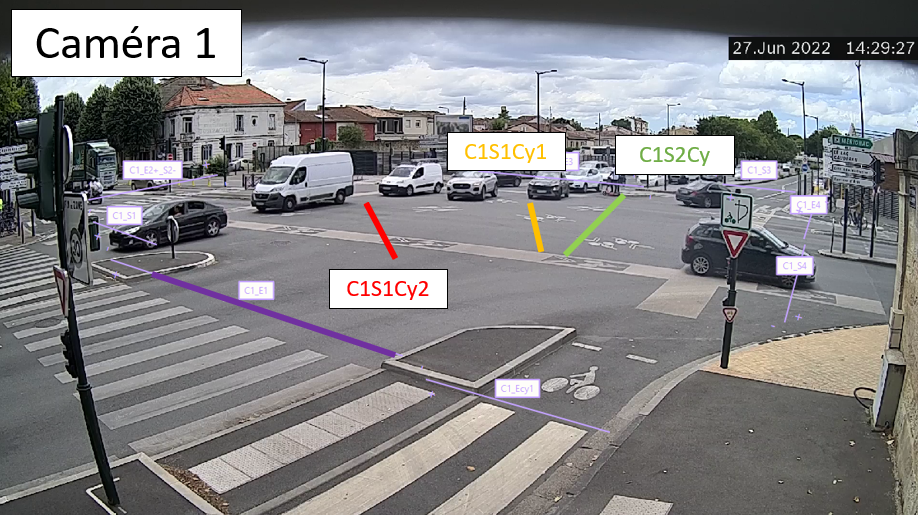 Caméra 1
27.Jun 2022 14:29:27
C1S1Cy1
C1S2Cy
C1_E2+_S2-
C1_S3
C1_S1
C1_E4
C1_S4
C1S1Cy2
C1_E1
C1_Ecy1